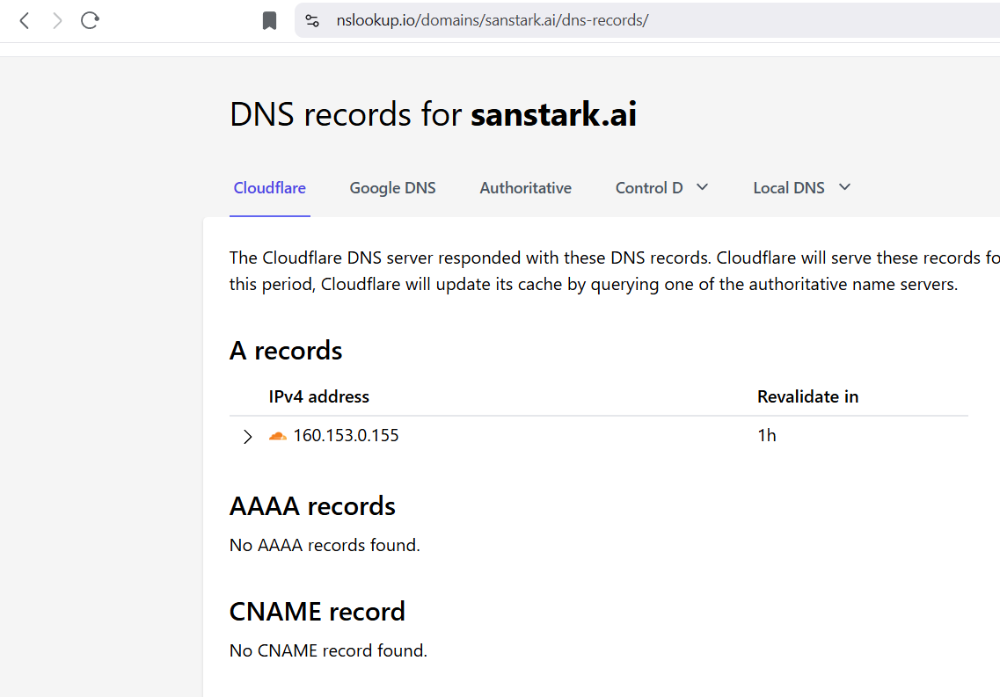 nslookup.io/domains/sanstark.ai/dns-records/
DNS records for sanstark.ai
Cloudflare Google DNS Authoritative Control D Local DNS
The Cloudflare DNS server responded with these DNS records. Cloudflare will serve these records fo
this period, Cloudflare will update its cache by querying one of the authoritative name servers.
A records
IPv4 address Revalidate in
160.153.0.155 1h
AAAA records
No AAAA records found.
CNAME record
No CNAME record found.